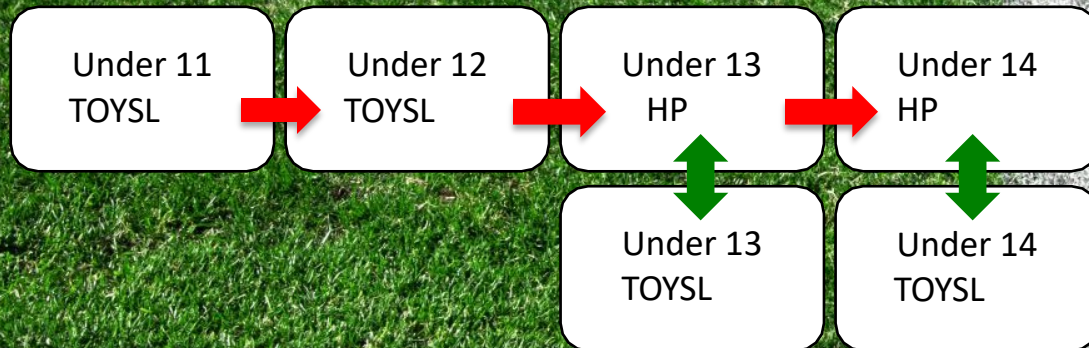 Under 11
TOYSL
Under 12
TOYSL
Under 13
HP
Under 14
HP
Under 13
TOYSL
Under 14
TOYSL